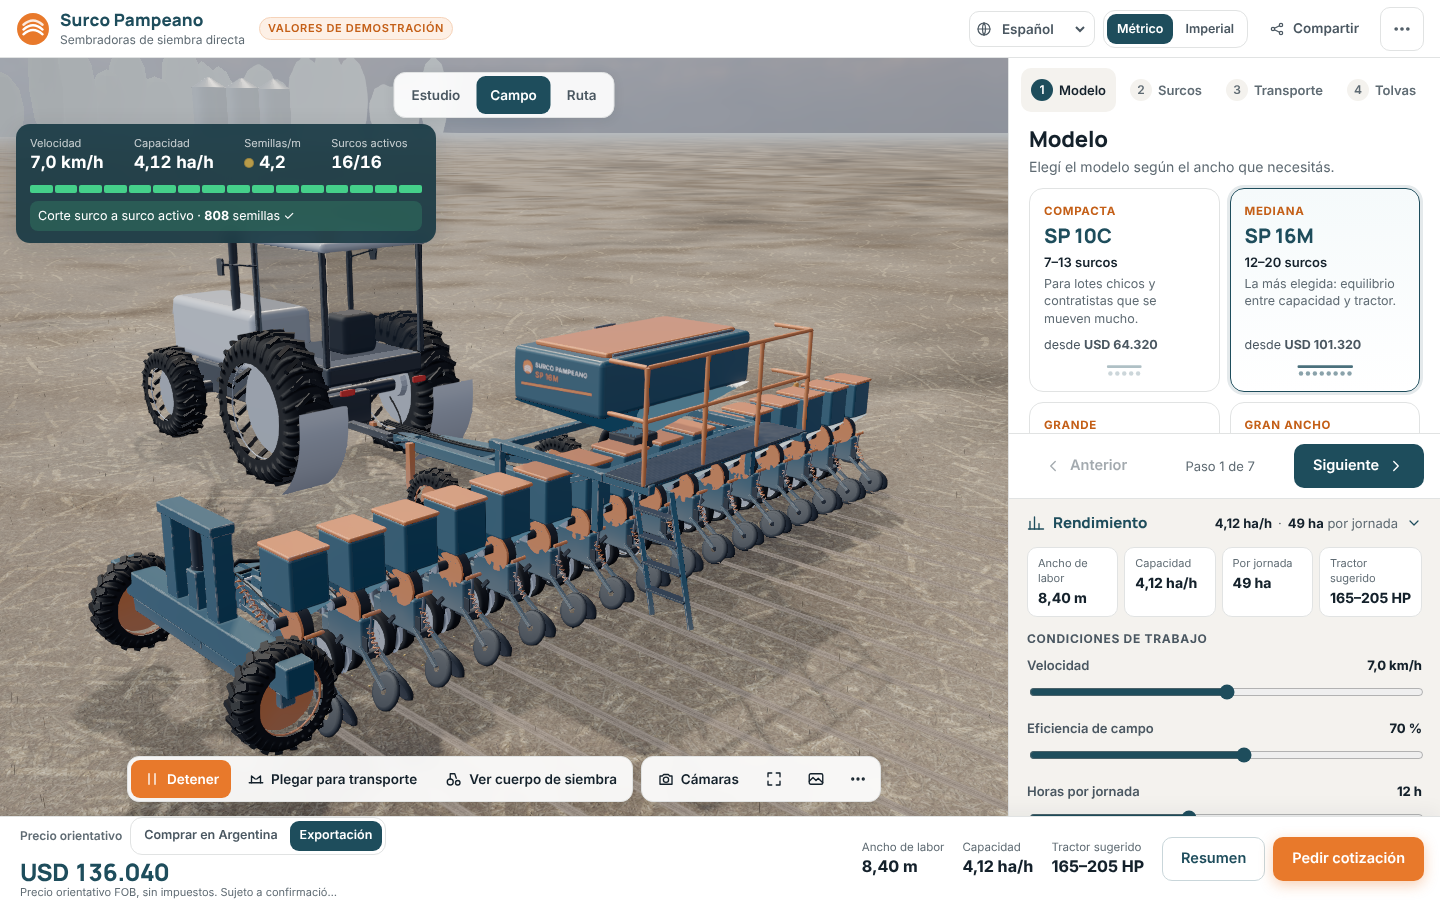 Surco Pampeano
Sembradoras de siembra directa
VALORES DE DEMOSTRACIÓN
Español
Métrico
Imperial
Compartir
Estudio
Campo
Ruta
Velocidad
7,0 km/h
Capacidad
4,12 ha/h
Semillas/m
4,2
Surcos activos
16/16
Corte surco a surco activo · 808 semillas ✓
SURCO PAMPEANO
SP 16M
Detener
Plegar para transporte
Ver cuerpo de siembra
Cámaras
1 Modelo
2 Surcos
3 Transporte
4 Tolvas
Modelo
Elegí el modelo según el ancho que necesitás.
COMPACTA
SP 10C
7–13 surcos
Para lotes chicos y
contratistas que se
mueven mucho.
desde USD 64.320
MEDIANA
SP 16M
12–20 surcos
La más elegida: equilibrio
entre capacidad y tractor.
desde USD 101.320
GRANDE
GRAN ANCHO
Anterior
Paso 1 de 7
Siguiente
Rendimiento
4,12 ha/h · 49 ha por jornada
Ancho de
labor
8,40 m
Capacidad
4,12 ha/h
Por jornada
49 ha
Tractor
sugerido
165–205 HP
CONDICIONES DE TRABAJO
Velocidad
7,0 km/h
Eficiencia de campo
70 %
Horas por jornada
12 h
Precio orientativo
Comprar en Argentina
Exportación
USD 136.040
Precio orientativo FOB, sin impuestos. Sujeto a confirmació...
Ancho de labor
8,40 m
Capacidad
4,12 ha/h
Tractor sugerido
165–205 HP
Resumen
Pedir cotización